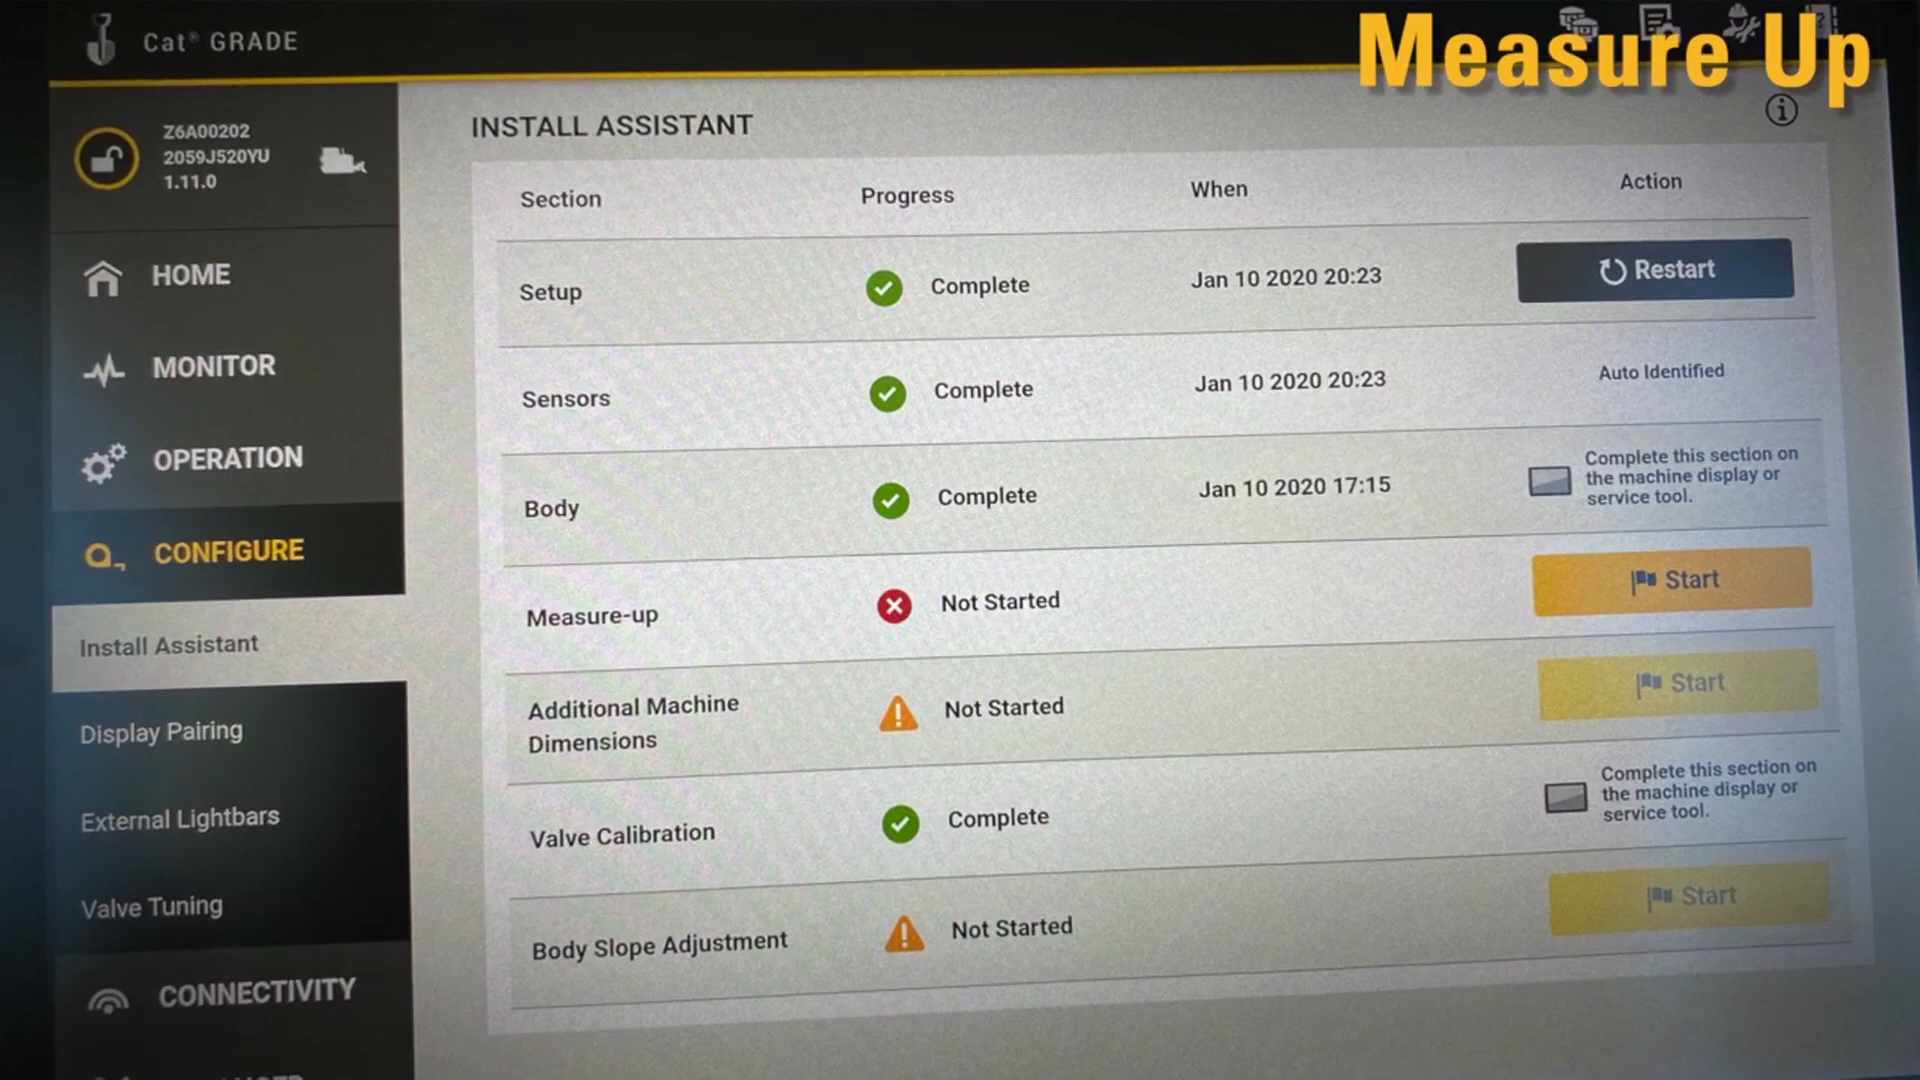 Measure Up
Cat® GRADE
Z6A00202
2059J520YU
1.11.0
HOME
MONITOR
OPERATION
CONFIGURE
Install Assistant
Display Pairing
External Lightbars
Valve Tuning
CONNECTIVITY
INSTALL ASSISTANT
Section Progress When Action
Setup Complete Jan 10 2020 20:23 Restart
Sensors Complete Jan 10 2020 20:23 Auto Identified
Body Complete Jan 10 2020 17:15
Complete this section on
the machine display or
service tool.
Measure-up Not Started Start
Additional Machine
Dimensions
Not Started Start
Valve Calibration Complete
Complete this section on
the machine display or
service tool.
Body Slope Adjustment Not Started Start